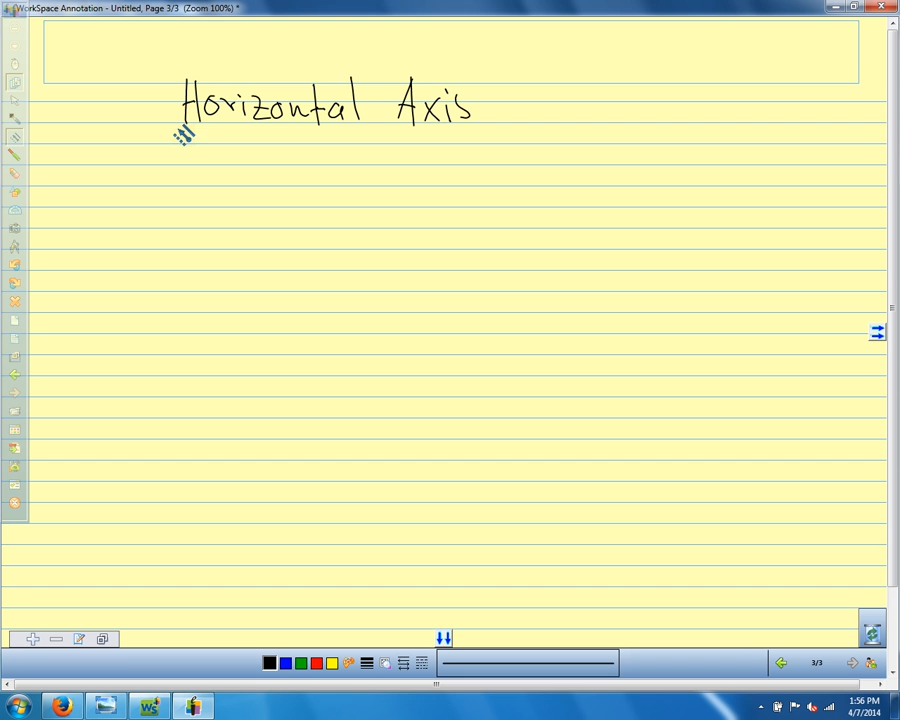 WorkSpace Annotation - Untitled, Page 3/3 (Zoom 100%) *
Horizontal Axis
3/3
1:56 PM
4/7/2014